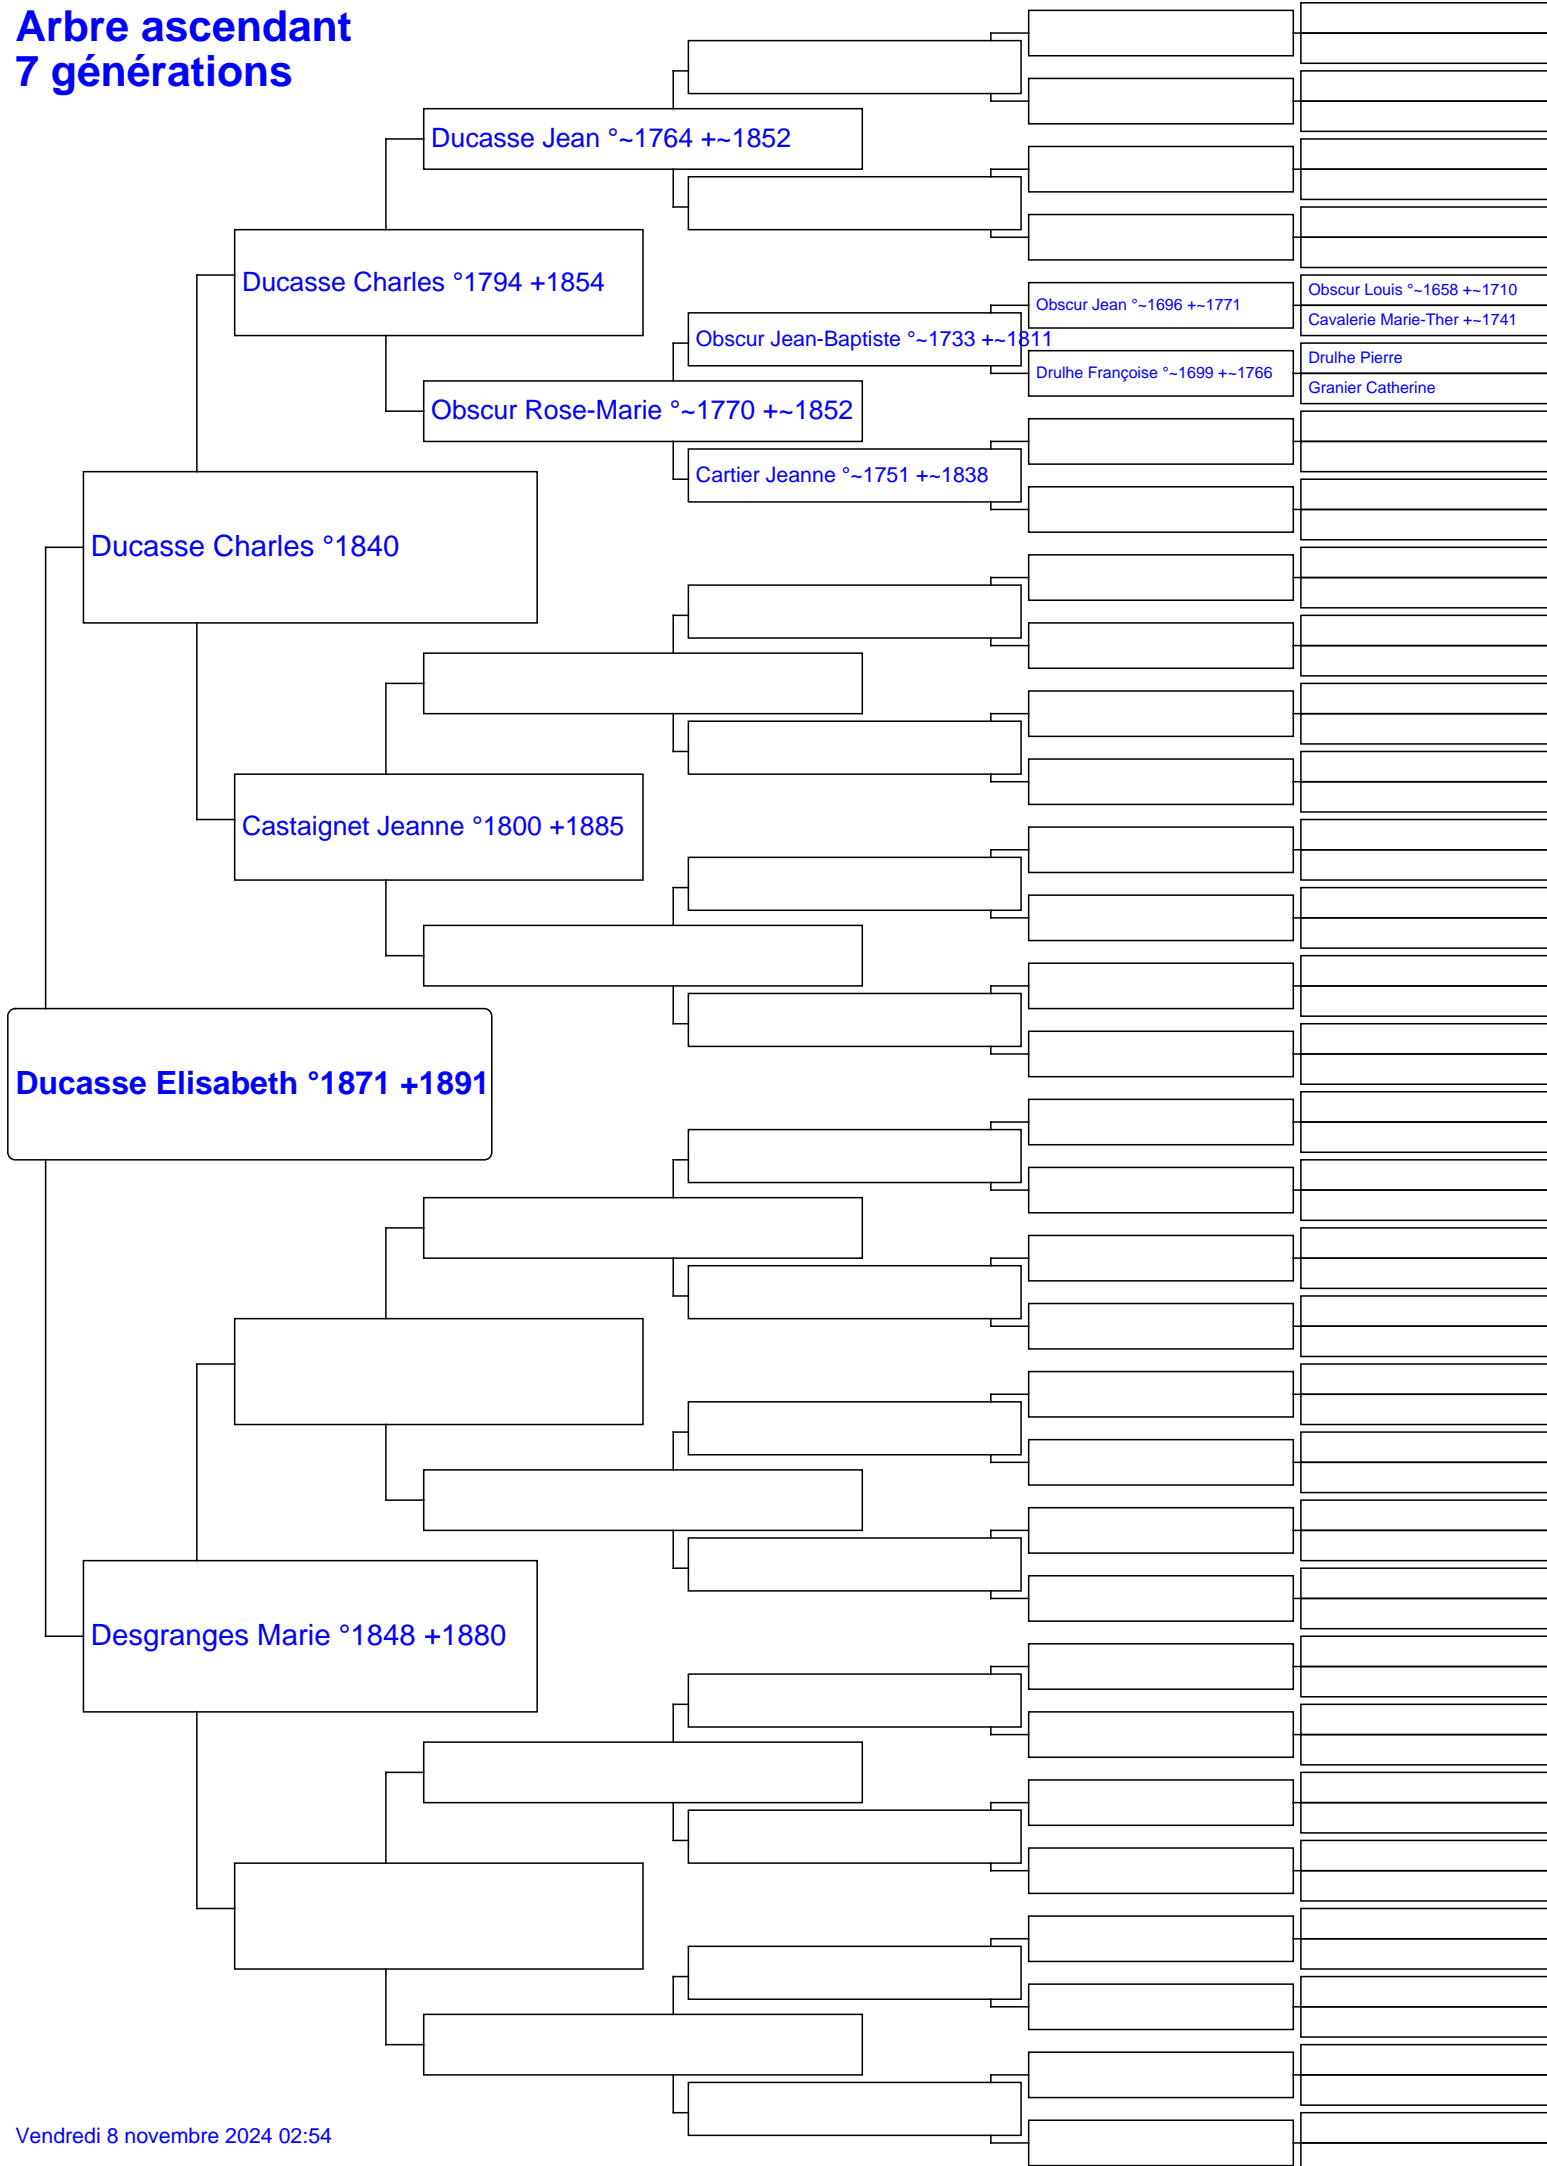 Arbre ascendant
7 générations
Ducasse Jean °~1764 +~1852
Ducasse Charles °1794 +1854
Obscur Louis °~1658 +~1710
Obscur Jean °~1696 +~1771
Cavalerie Marie-Ther +~1741
Obscur Jean-Baptiste °~1733 +~1811
Drulhe Pierre
Drulhe Françoise °~1699 +~1766
Granier Catherine
Obscur Rose-Marie °~1770 +~1852
Cartier Jeanne °~1751 +~1838
Ducasse Charles °1840
Castaignet Jeanne °1800 +1885
Ducasse Elisabeth °1871 +1891
Desgranges Marie °1848 +1880
Vendredi 8 novembre 2024 02:54